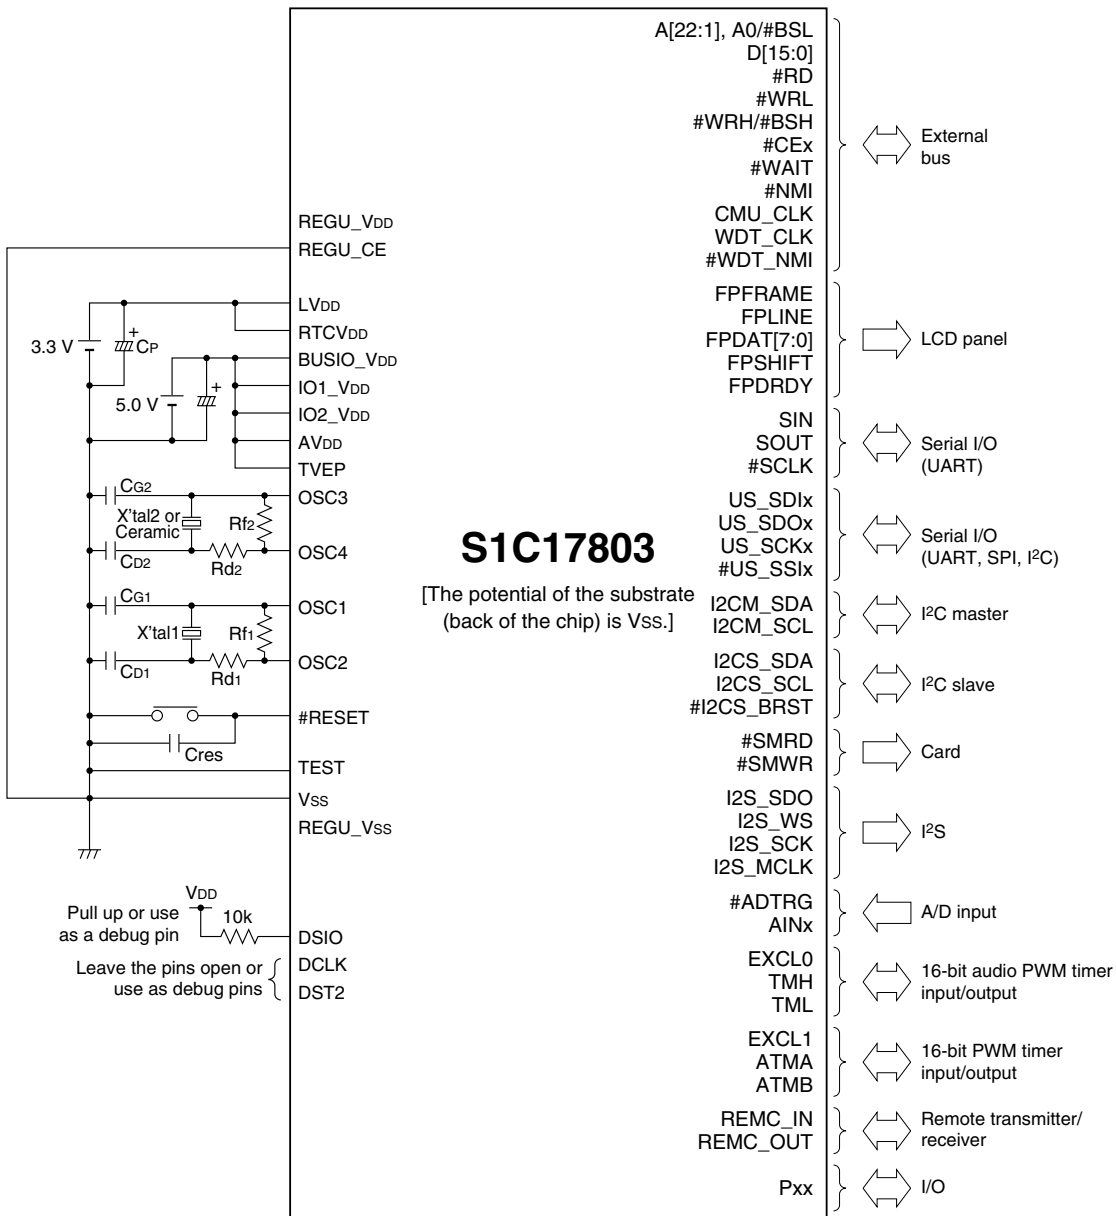 REGU_VDD
REGU_CE
LVDD
RTCVDD
3.3 V
+
CP
BUSIO_VDD
IO1_VDD
5.0 V
+
IO2_VDD
AVDD
TVEP
CG2
OSC3
X'tal2 or
Ceramic
Rf2
CD2
Rd2
OSC4
CG1
OSC1
X'tal1
Rf1
CD1
Rd1
OSC2
#RESET
Cres
TEST
VSS
REGU_VSS
VDD
Pull up or use
as a debug pin
10k
DSIO
Leave the pins open or
use as debug pins
DCLK
DST2
S1C17803
[The potential of the substrate
(back of the chip) is VSS.]
A[22:1], A0/#BSL
D[15:0]
#RD
#WRL
#WRH/#BSH
#CEx
#WAIT
#NMI
CMU_CLK
WDT_CLK
#WDT_NMI
External
bus
FPFRAME
FPLINE
FPDAT[7:0]
FPSHIFT
FPDRDY
LCD panel
SIN
SOUT
#SCLK
Serial I/O
(UART)
US_SDIx
US_SDOx
US_SCKx
#US_SSIx
Serial I/O
(UART, SPI, I²C)
I2CM_SDA
I2CM_SCL
I²C master
I2CS_SDA
I2CS_SCL
#I2CS_BRST
I²C slave
#SMRD
#SMWR
Card
I2S_SDO
I2S_WS
I2S_SCK
I2S_MCLK
I²S
#ADTRG
AINx
A/D input
EXCL0
TMH
TML
16-bit audio PWM timer
input/output
EXCL1
ATMA
ATMB
16-bit PWM timer
input/output
REMC_IN
REMC_OUT
Remote transmitter/
receiver
Pxx
I/O